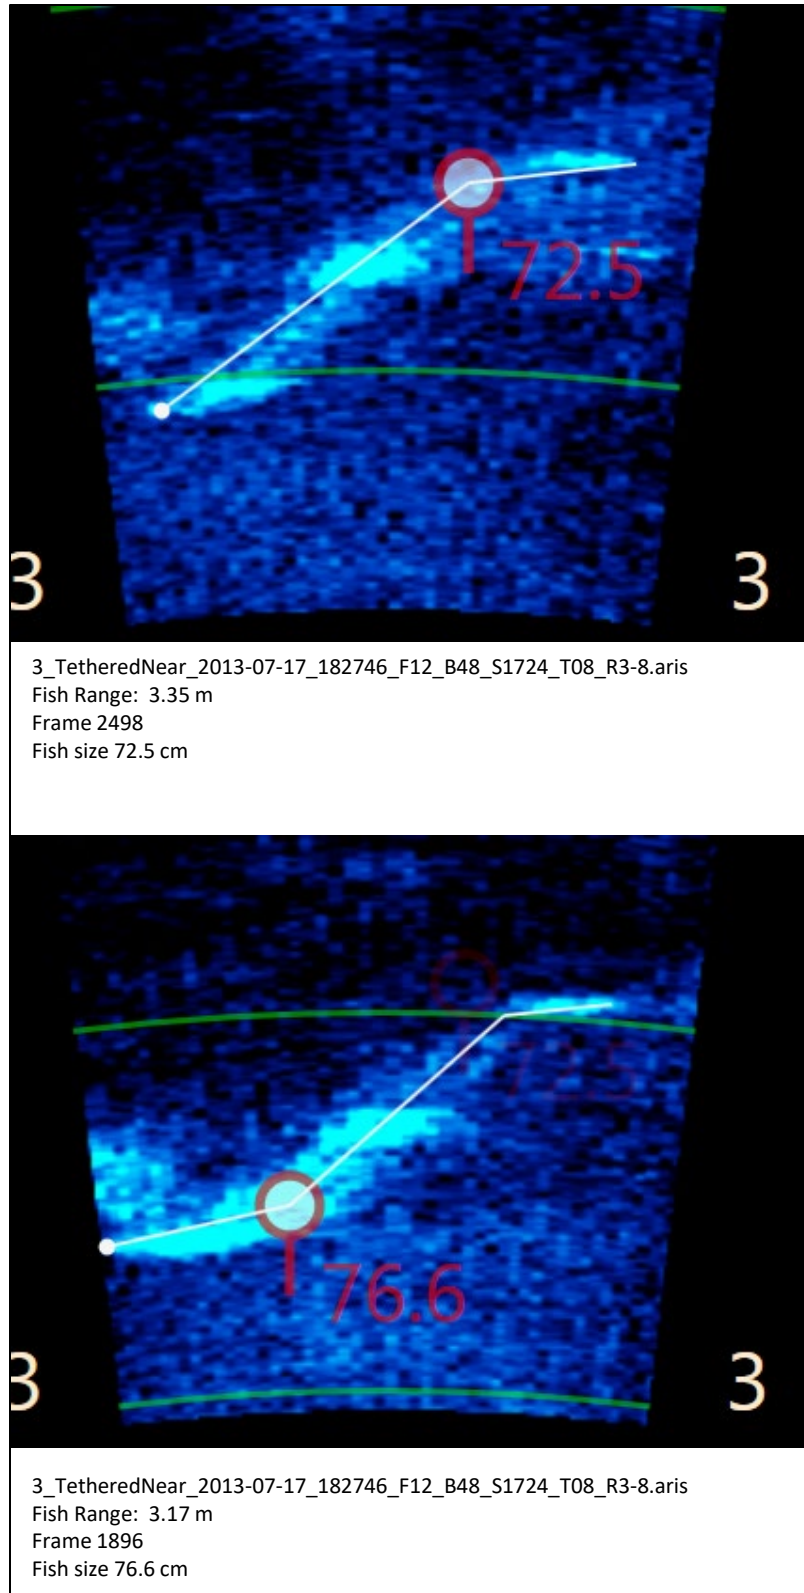 72.5
3
3
3_TetheredNear_2013-07-17_182746_F12_B48_S1724_T08_R3-8.aris
Fish Range:  3.35 m
Frame 2498
Fish size 72.5 cm
72.5
76.6
3
3
3_TetheredNear_2013-07-17_182746_F12_B48_S1724_T08_R3-8.aris
Fish Range:  3.17 m
Frame 1896
Fish size 76.6 cm